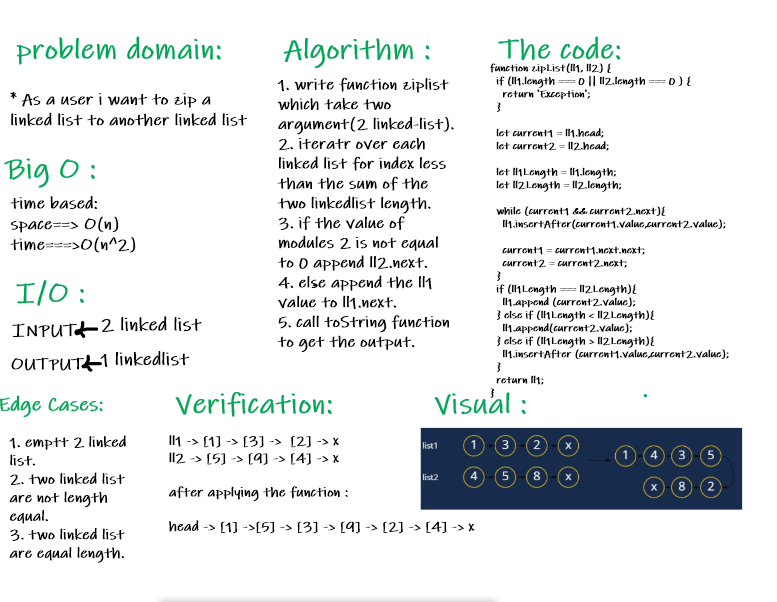 problem domain:
* As a user i want to zip a
linked list to another linked list
Big O :
time based:
space==> O(n)
time===>O(n^2)
I/O :
INPUT← 2 linked list
OUTPUT← 1 linkedlist
Algorithm :
1. write function ziplist
which take two
argument(2 linked-list).
2. iteratr over each
linked list for index less
than the sum of the
two linkedlist length.
3. if the value of
modules 2 is not equal
to 0 append ll2.next.
4. else append the ll1
value to ll1.next.
5. call toString function
to get the output.
The code:
function zipList(ll1, ll2) {
if (ll1.length === 0 || ll2.length === 0 ) {
return 'Exception';
}
let current1 = ll1.head;
let current2 = ll2.head;
let ll1Length = ll1.length;
let ll2Length = ll2.length;
while (current1 && current2.next){
ll1.insertAfter(current1.value,current2.value);
current1 = current1.next.next;
current2 = current2.next;
}
if (ll1Length === ll2Length){
ll1.append (current2.value);
} else if (ll1Length < ll2Length){
ll1.append(current2.value);
} else if (ll1Length > ll2Length){
ll1.insertAfter (current1.value,current2.value);
}
return ll1;
}
Edge Cases:
1. emptt 2 linked
list.
2. two linked list
are not length
equal.
3. two linked list
are equal length.
Verification:
ll1 -> [1] -> [3] -> [2] -> x
ll2 -> [5] -> [9] -> [4] -> x
after applying the function :
head -> [1] ->[5] -> [3] -> [9] -> [2] -> [4] -> x
Visual :
list1 1 3 2 x
list2 4 5 8 x
1 4 3 5
x 8 2